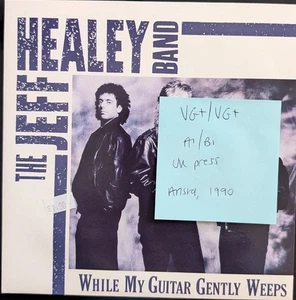 THE JEFF
HEALEY
BAND
VG+/VG+
A1/B1
UK press
Arista, 1990
WHILE MY GUITAR GENTLY WEEPS